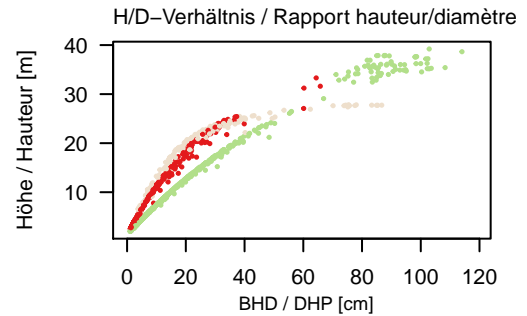 H/D−Verhältnis / Rapport hauteur/diamètre
Höhe / Hauteur [m]
40
30
20
10
0 20 40 60 80 100 120
BHD / DHP [cm]